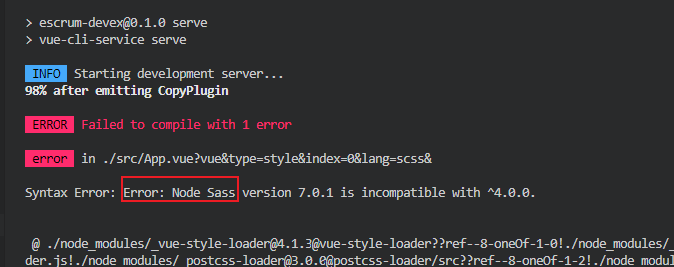 > escrum-devex@0.1.0 serve
> vue-cli-service serve
INFO Starting development server...
98% after emitting CopyPlugin
ERROR Failed to compile with 1 error
error in ./src/App.vue?vue&type=style&index=0&lang=scss&
Syntax Error: Error: Node Sass version 7.0.1 is incompatible with ^4.0.0.
@ ./node_modules/_vue-style-loader@4.1.3@vue-style-loader??ref--8-oneOf-1-0!./node_modules/_
der.js!./node_modules/_postcss-loader@3.0.0@postcss-loader/src??ref--8-oneOf-1-2!./node_modul